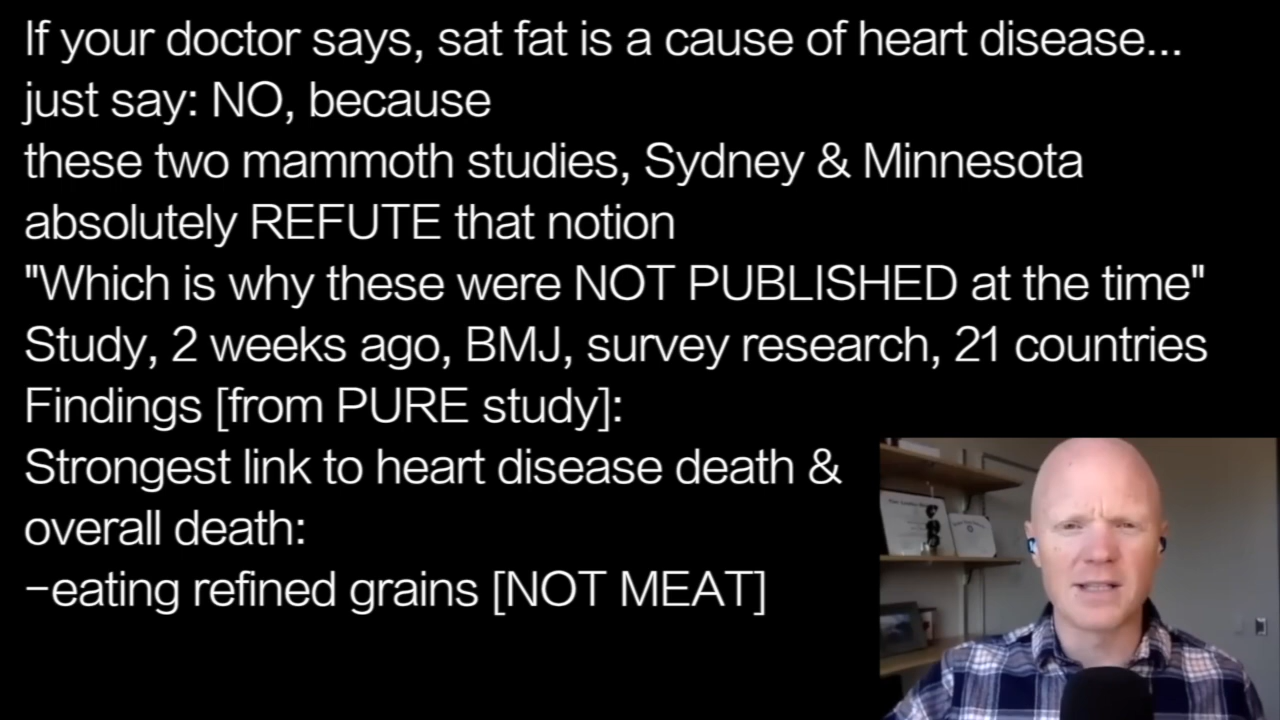 If your doctor says, sat fat is a cause of heart disease...
just say: NO, because
these two mammoth studies, Sydney & Minnesota
absolutely REFUTE that notion
"Which is why these were NOT PUBLISHED at the time"
Study, 2 weeks ago, BMJ, survey research, 21 countries
Findings [from PURE study]:
Strongest link to heart disease death &
overall death:
−eating refined grains [NOT MEAT]